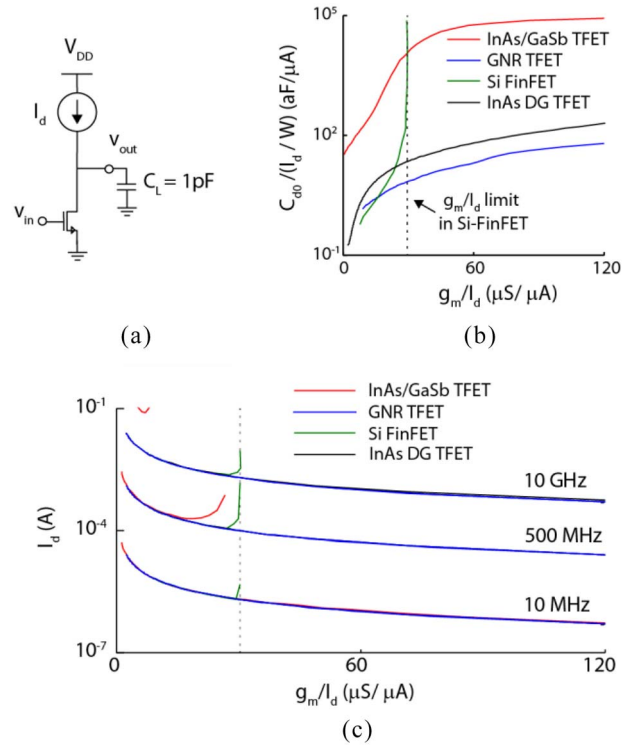 (a)
V_DD
I_d
v_out
C_L = 1pF
v_in
10^5
10^2
10^-1
C_d0 /(I_d / W) (aF/μA)
InAs/GaSb TFET
GNR TFET
Si FinFET
InAs DG TFET
g_m/I_d limit
in Si-FinFET
0
60
120
g_m/I_d (μS/ μA)
(a)
(b)
InAs/GaSb TFET
GNR TFET
Si FinFET
InAs DG TFET
10^-1
10^-4
10^-7
I_d (A)
10 GHz
500 MHz
10 MHz
0
60
120
g_m/I_d (μS/ μA)
(c)